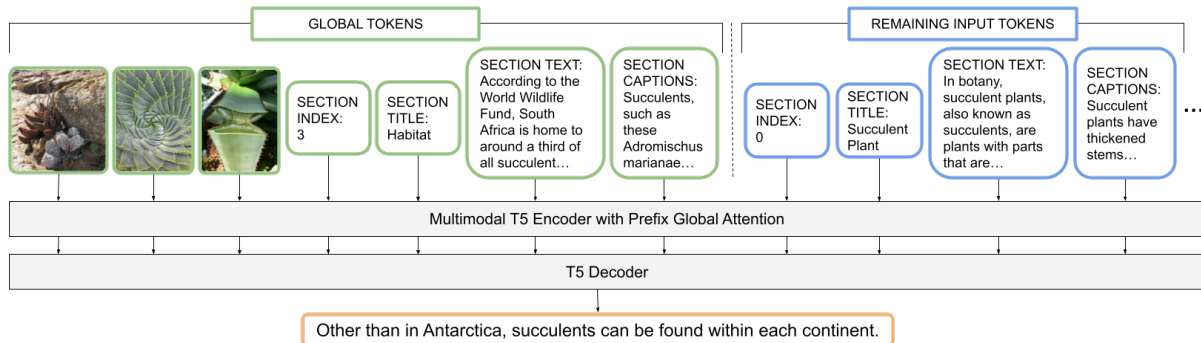 GLOBAL TOKENS
REMAINING INPUT TOKENS
SECTION
INDEX:
3
SECTION
TITLE:
Habitat
SECTION TEXT:
According to the
World Wildlife
Fund, South
Africa is home to
around a third of
all succulent…
SECTION
CAPTIONS:
Succulents,
such as
these
Adromischus
marianae…
SECTION
INDEX:
0
SECTION
TITLE:
Succulent
Plant
SECTION TEXT:
In botany,
succulent plants,
also known as
succulents, are
plants with parts
that are…
SECTION
CAPTIONS:
Succulent
plants have
thickened
stems…
...
Multimodal T5 Encoder with Prefix Global Attention
T5 Decoder
Other than in Antarctica, succulents can be found within each continent.